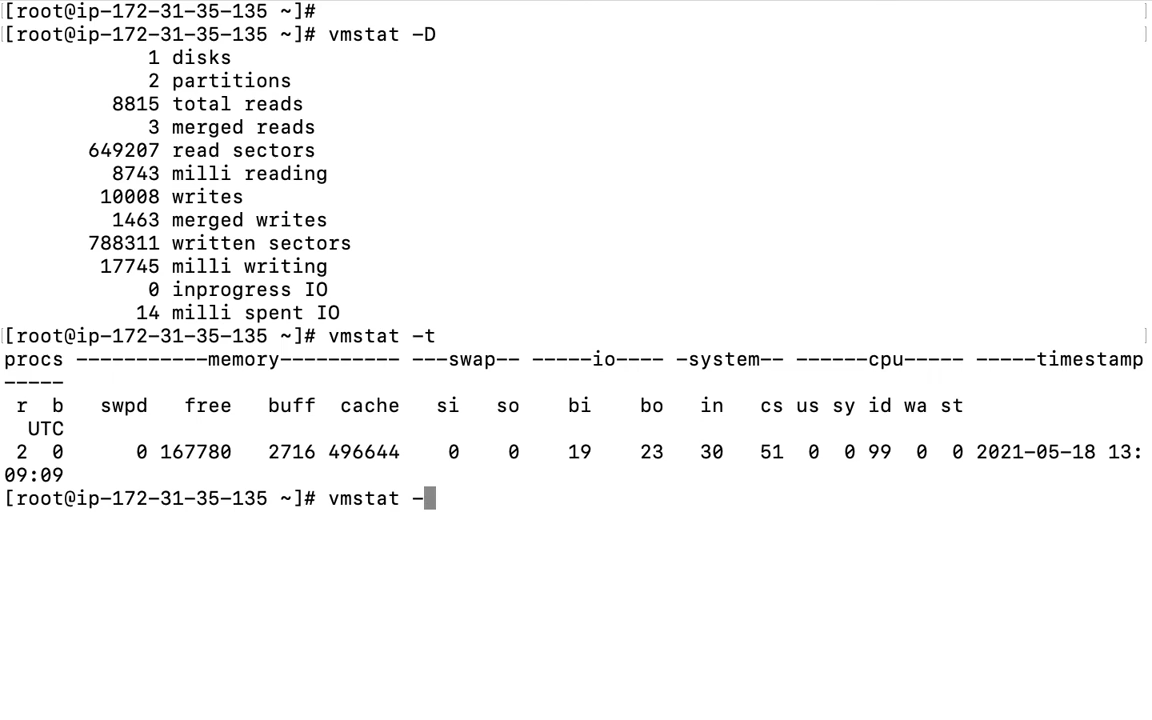 [root@ip-172-31-35-135 ~]#
[root@ip-172-31-35-135 ~]# vmstat -D
            1 disks
            2 partitions
         8815 total reads
            3 merged reads
       649207 read sectors
         8743 milli reading
        10008 writes
         1463 merged writes
       788311 written sectors
        17745 milli writing
            0 inprogress IO
           14 milli spent IO
[root@ip-172-31-35-135 ~]# vmstat -t
procs -----------memory---------- ---swap-- -----io---- -system-- ------cpu----- -----timestamp
-----
 r  b   swpd   free   buff  cache   si   so    bi    bo   in   cs us sy id wa st
  UTC
 2  0      0 167780   2716 496644    0    0    19    23   30   51  0  0 99  0  0 2021-05-18 13:
09:09
[root@ip-172-31-35-135 ~]# vmstat -